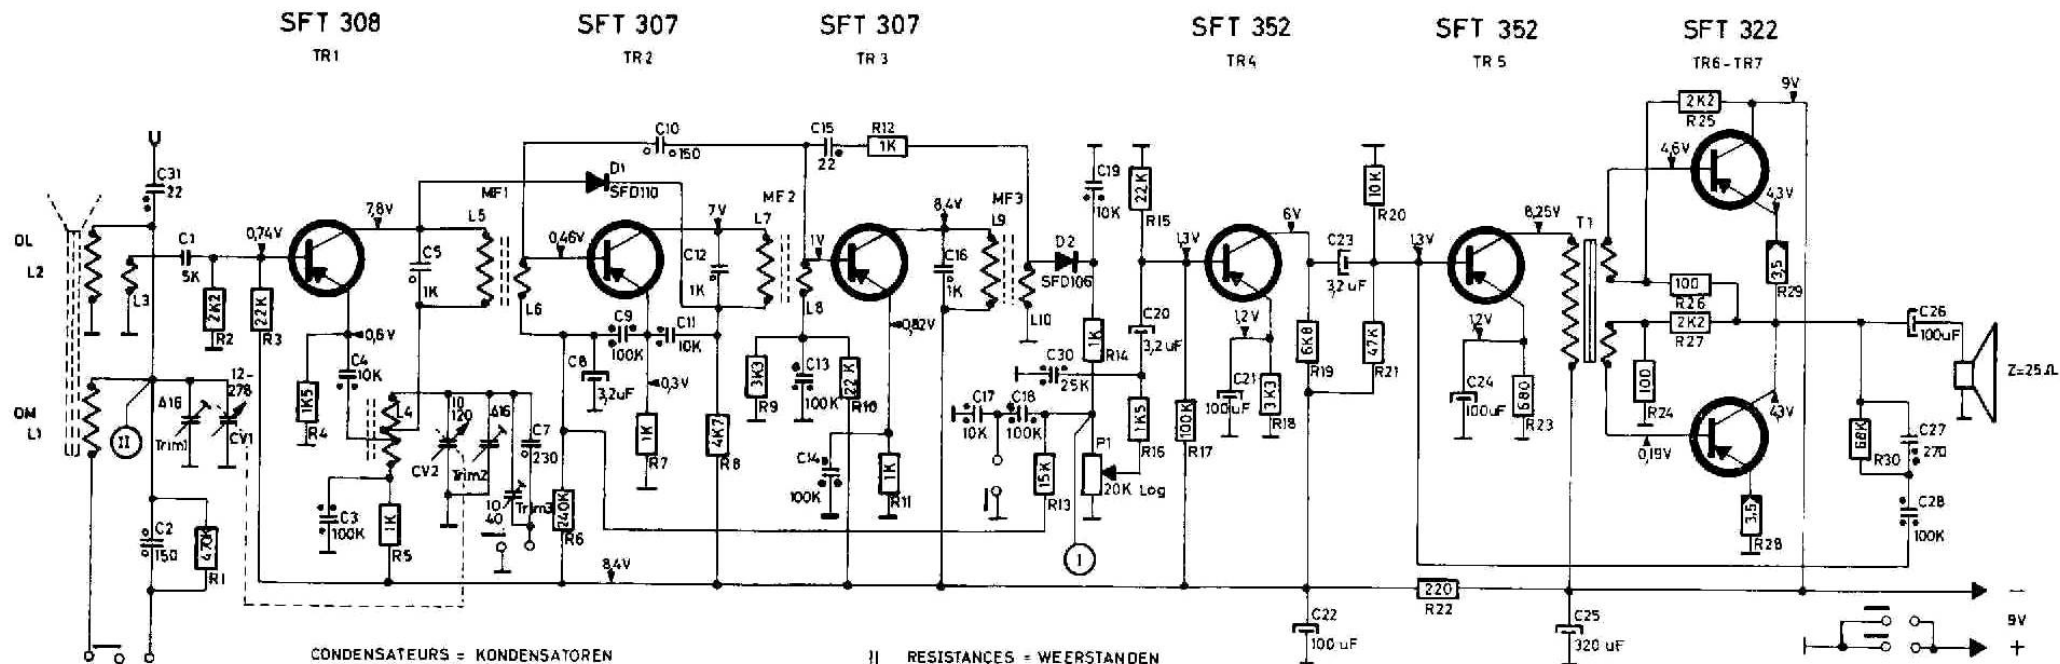 SFT 308
TR1
SFT 307
TR2
SFT 307
TR3
SFT 352
TR4
SFT 352
TR5
SFT 322
TR6-TR7
OL
L2
OM
L1
C31
22
L3
C1
5K
2K2
R2
22K
R3
0,74V
II
Δ16
Trim1
12-
278
CV1
C2
150
470K
R1
7,8V
0,6V
1K5
R4
C4
10K
C3
100K
L4
1K
R5
C5
1K
MF1
L5
L6
10
120
CV2
Δ16
Trim2
C7
230
10
40
Trim3
8,4V
C10
150
D1
SFD110
0,46V
C8
3,2uF
C9
100K
C11
10K
0,3V
1K
R7
240K
R6
4K7
R8
7V
C12
1K
MF2
L7
L8
C15
22
R12
1K
1V
3K3
R9
C13
100K
22K
R10
C14
100K
0,82V
1K
R11
8,4V
C16
1K
MF3
L9
L10
D2
SFD106
C19
10K
1K
R14
C30
25K
C17
10K
C18
100K
15K
R13
P1
20K Log
I
22K
R15
C20
3,2uF
1K5
R16
1,3V
100K
R17
6V
1,2V
C21
100uF
3K3
R18
6K8
R19
C23
3,2uF
10K
R20
47K
R21
1,3V
C22
100uF
220
R22
8,25V
1,2V
C24
100uF
680
R23
T1
C25
320uF
2K2
R25
4,6V
9V
4,3V
3,5
R29
100
R26
2K2
R27
100
R24
0,19V
4,3V
3,5
R28
68K
R30
C26
100uF
Z=25Ω
C27
270
C28
100K
−
9V
+
CONDENSATEURS = KONDENSATOREN
RESISTANCES = WEERSTANDEN